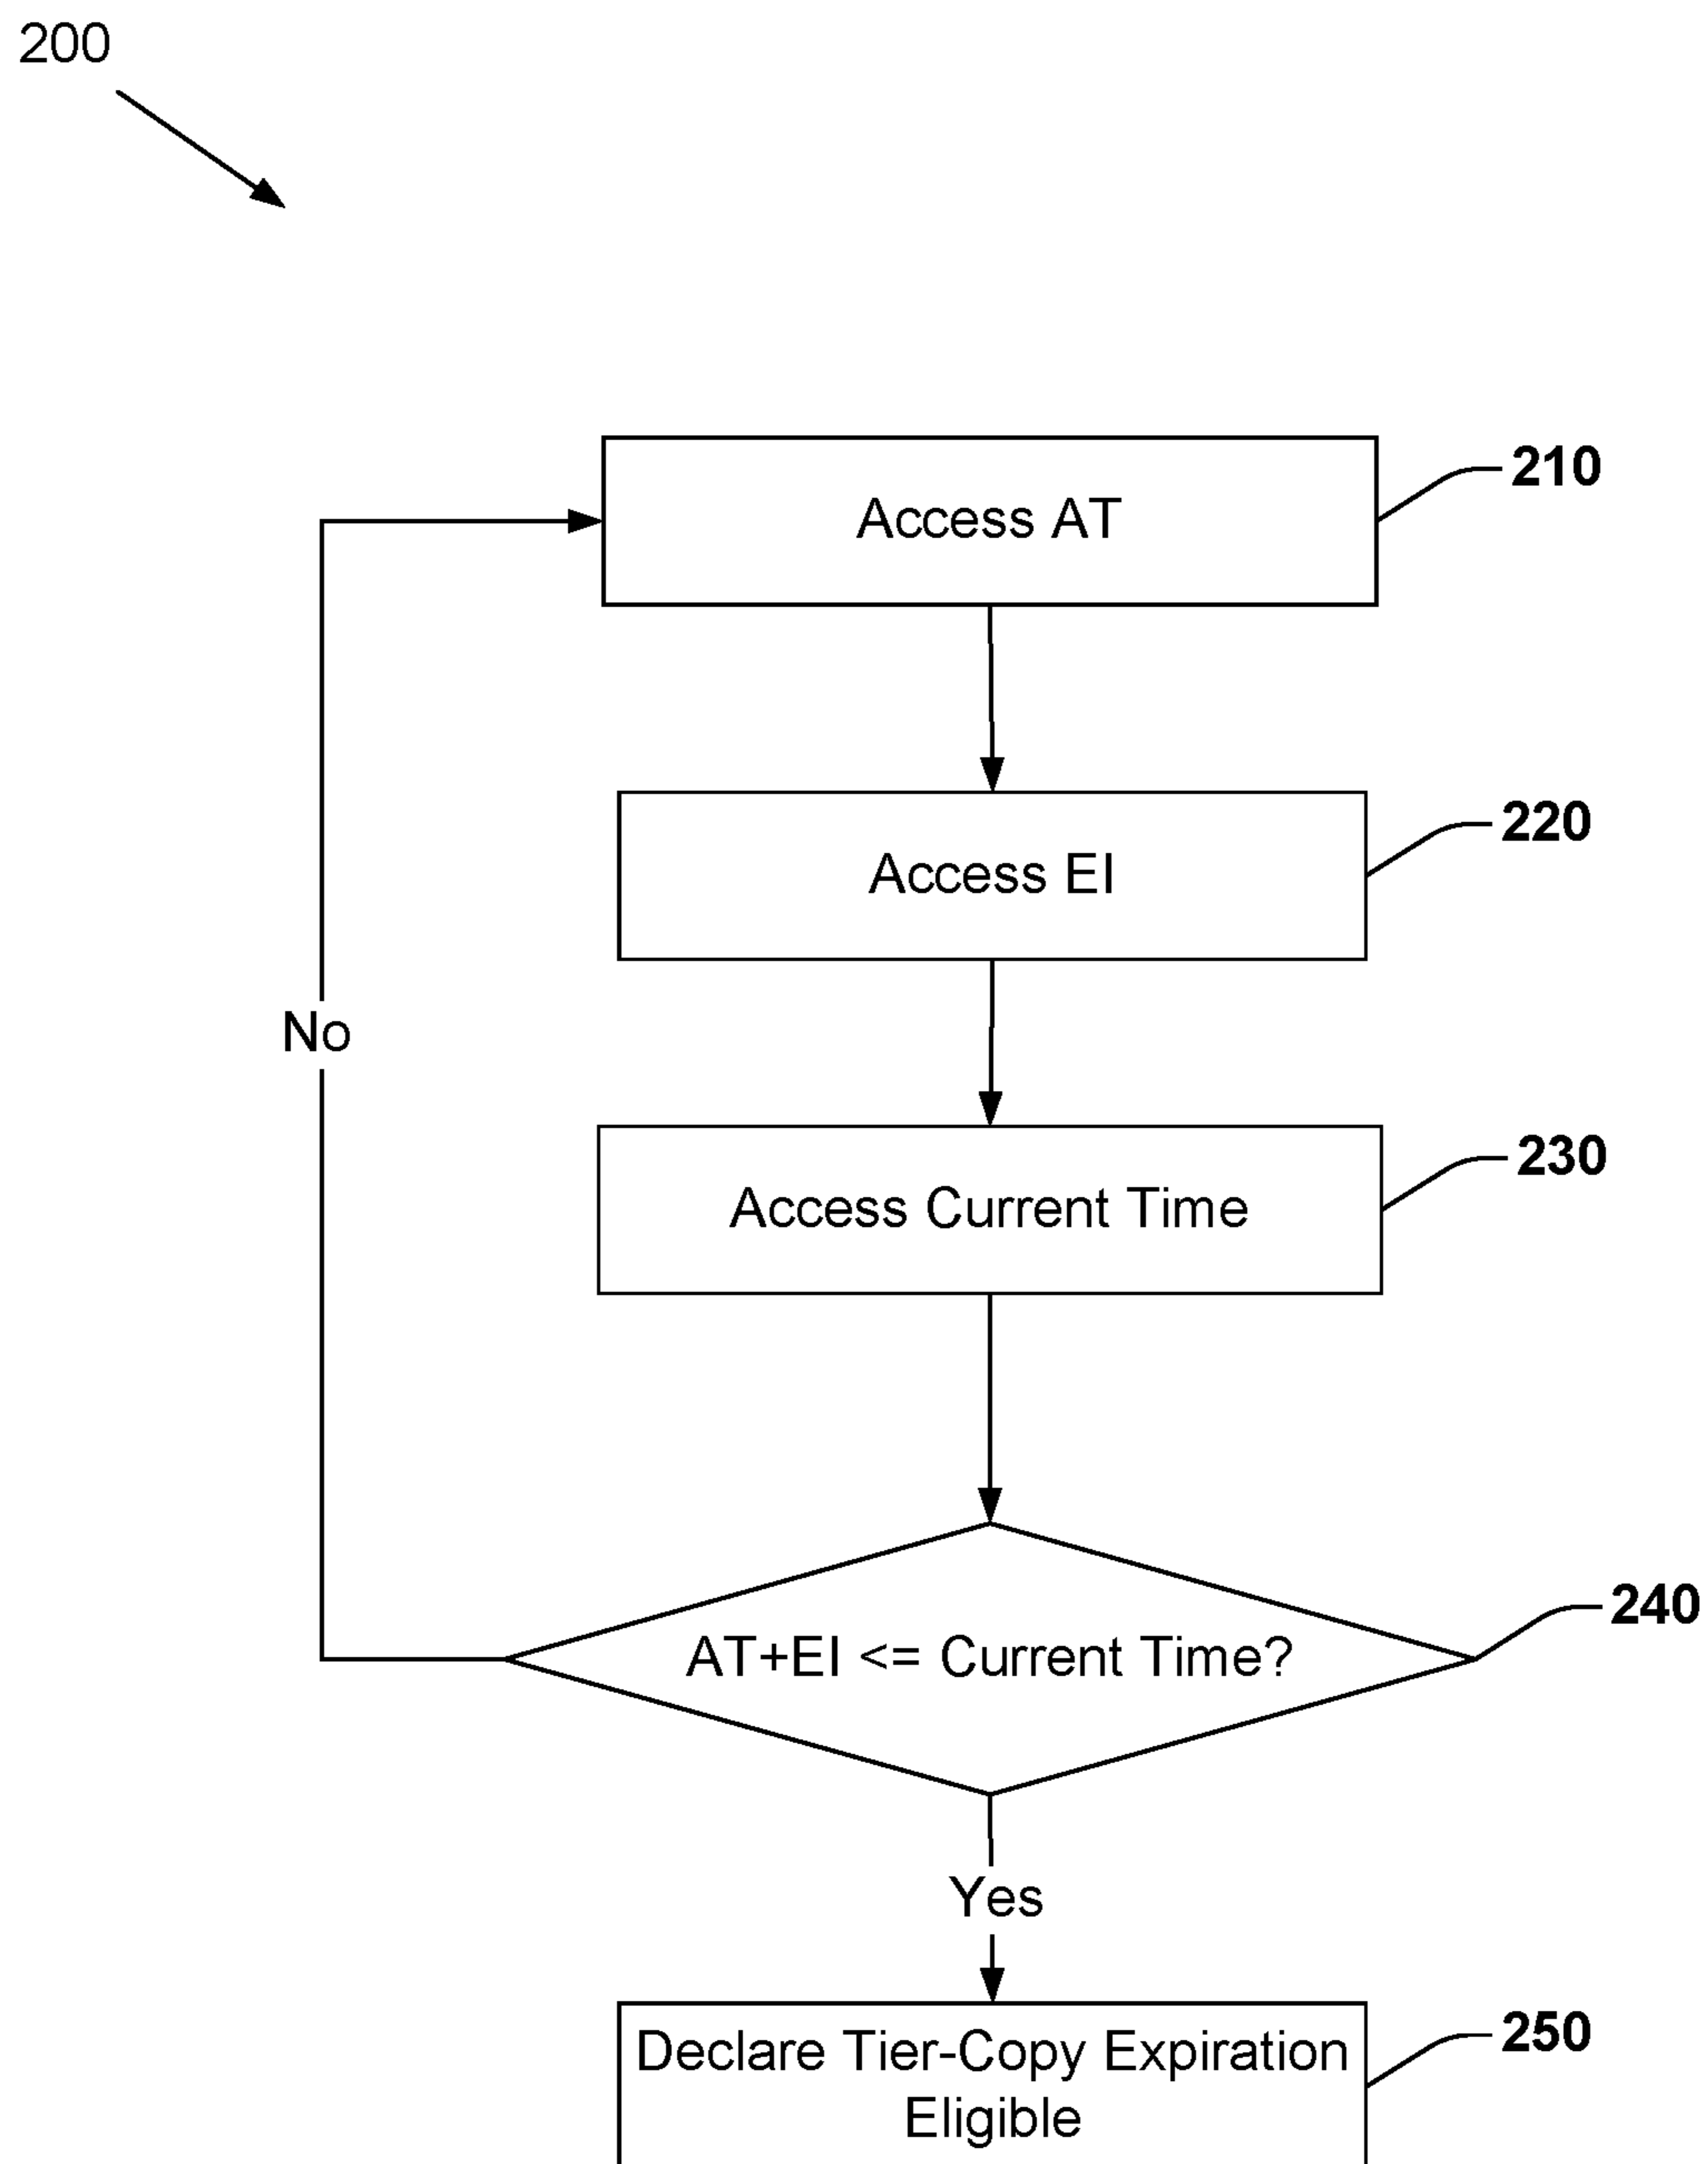 200
Access AT
210
Access EI
220
No
Access Current Time
230
AT+EI <= Current Time?
240
Yes
Declare Tier-Copy Expiration
Eligible
250